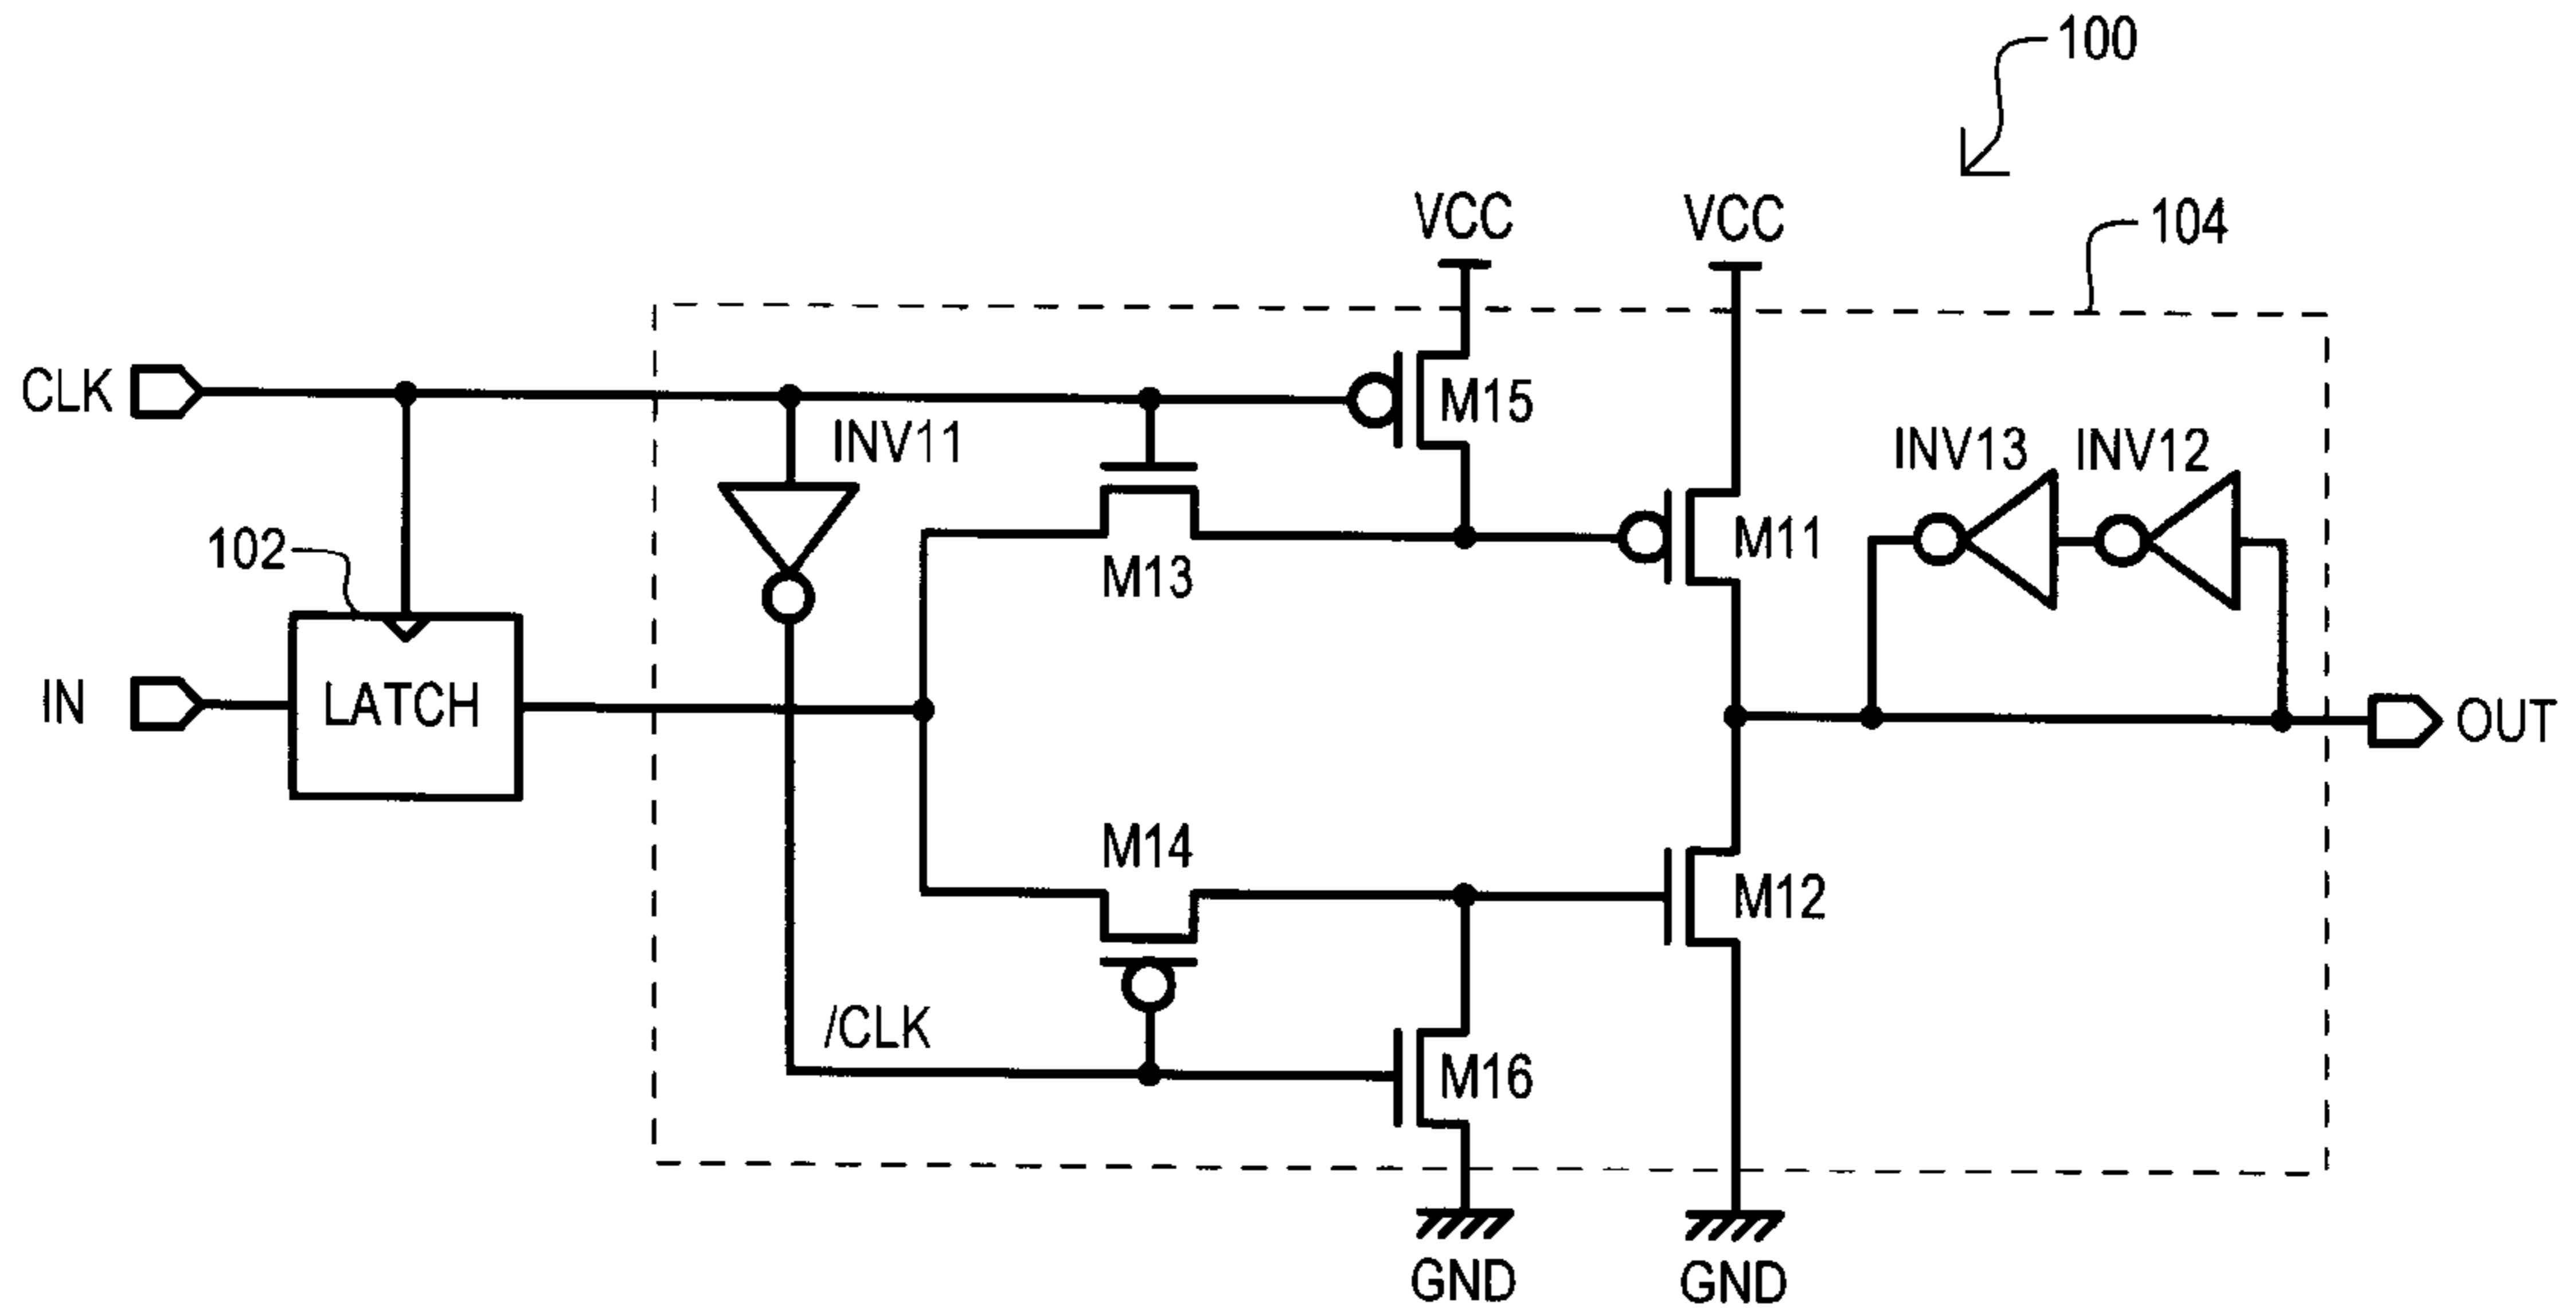 100
VCC
VCC
104
CLK
M15
INV11
INV13
INV12
102
M13
M11
IN
LATCH
OUT
M14
M12
/CLK
M16
GND
GND